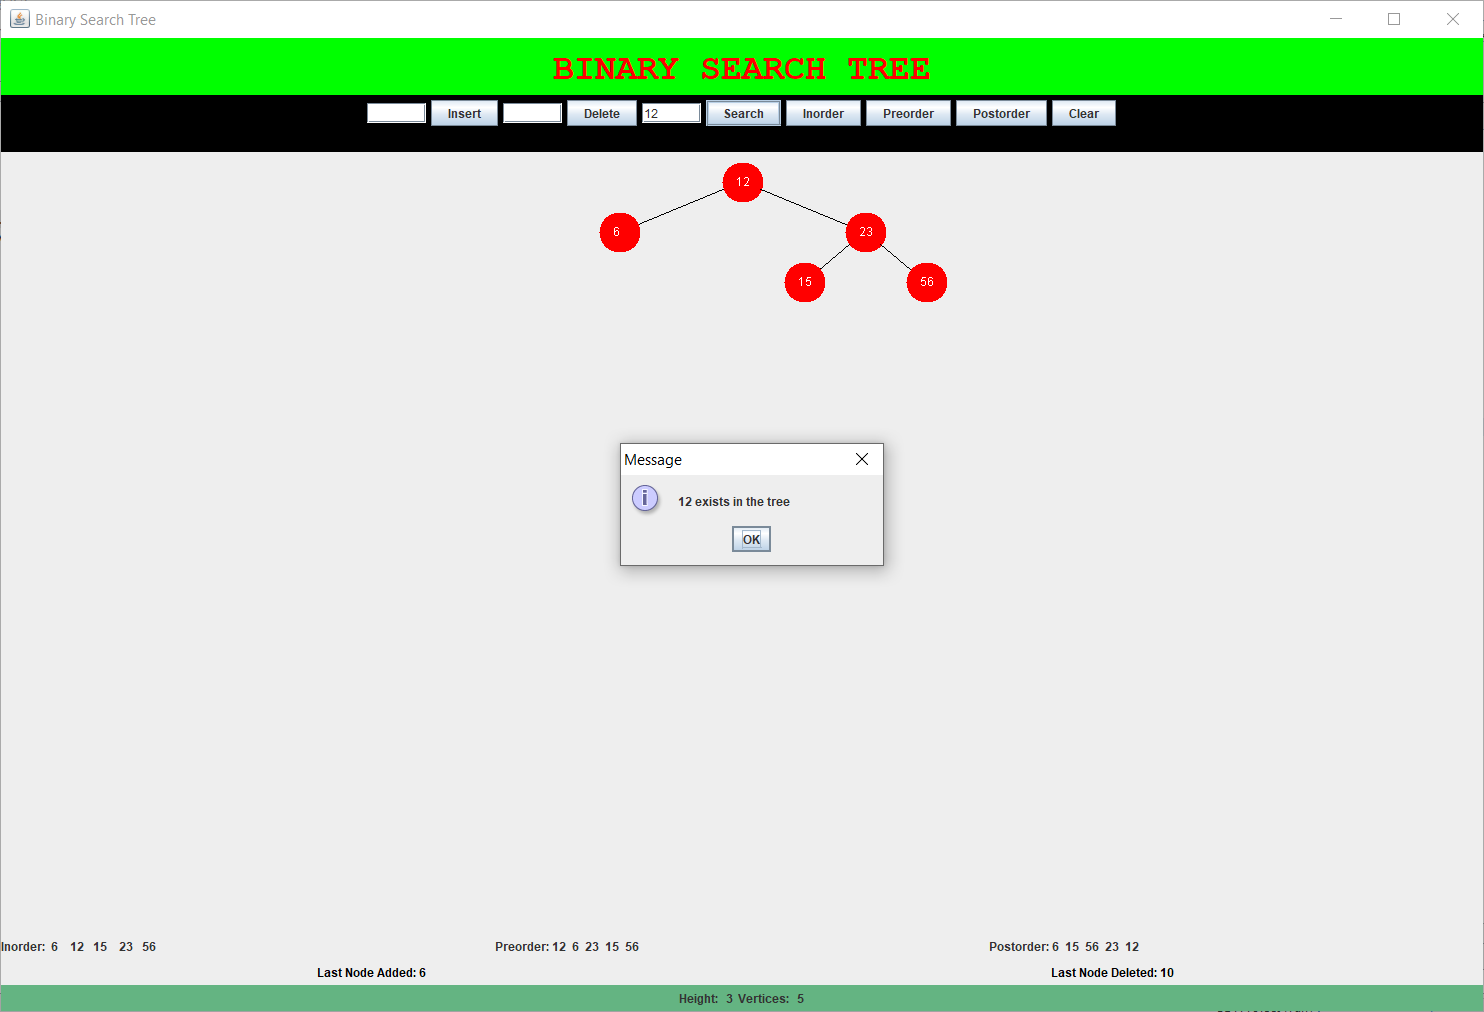 Binary Search Tree
BINARY SEARCH TREE
Insert Delete 12 Search Inorder Preorder Postorder Clear
12
6 23
15 56
Message
12 exists in the tree
OK
Inorder: 6 12 15 23 56 Preorder: 12 6 23 15 56 Postorder: 6 15 56 23 12
Last Node Added: 6 Last Node Deleted: 10
Height: 3 Vertices: 5